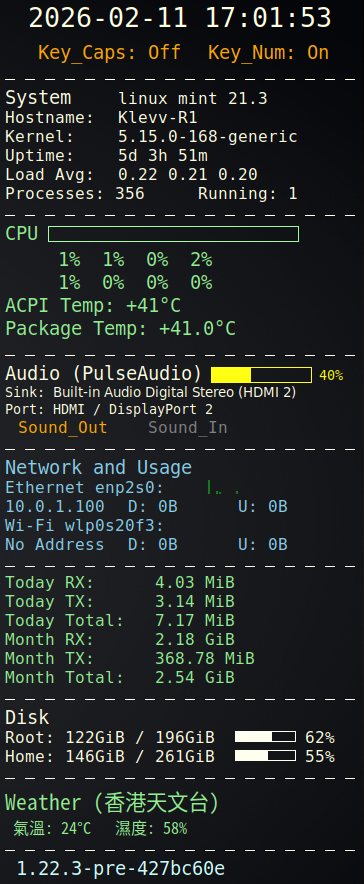 2026-02-11 17:01:53
Key_Caps: Off Key_Num: On
System linux mint 21.3
Hostname: Klevv-R1
Kernel: 5.15.0-168-generic
Uptime: 5d 3h 51m
Load Avg: 0.22 0.21 0.20
Processes: 356 Running: 1
CPU
1% 1% 0% 2%
1% 0% 0% 0%
ACPI Temp: +41°C
Package Temp: +41.0°C
Audio (PulseAudio) 40%
Sink: Built-in Audio Digital Stereo (HDMI 2)
Port: HDMI / DisplayPort 2
Sound_Out Sound_In
Network and Usage
Ethernet enp2s0:
10.0.1.100 D: 0B U: 0B
Wi-Fi wlp0s20f3:
No Address D: 0B U: 0B
Today RX: 4.03 MiB
Today TX: 3.14 MiB
Today Total: 7.17 MiB
Month RX: 2.18 GiB
Month TX: 368.78 MiB
Month Total: 2.54 GiB
Disk
Root: 122GiB / 196GiB 62%
Home: 146GiB / 261GiB 55%
Weather (香港天文台)
氣溫: 24°C 濕度: 58%
1.22.3-pre-427bc60e